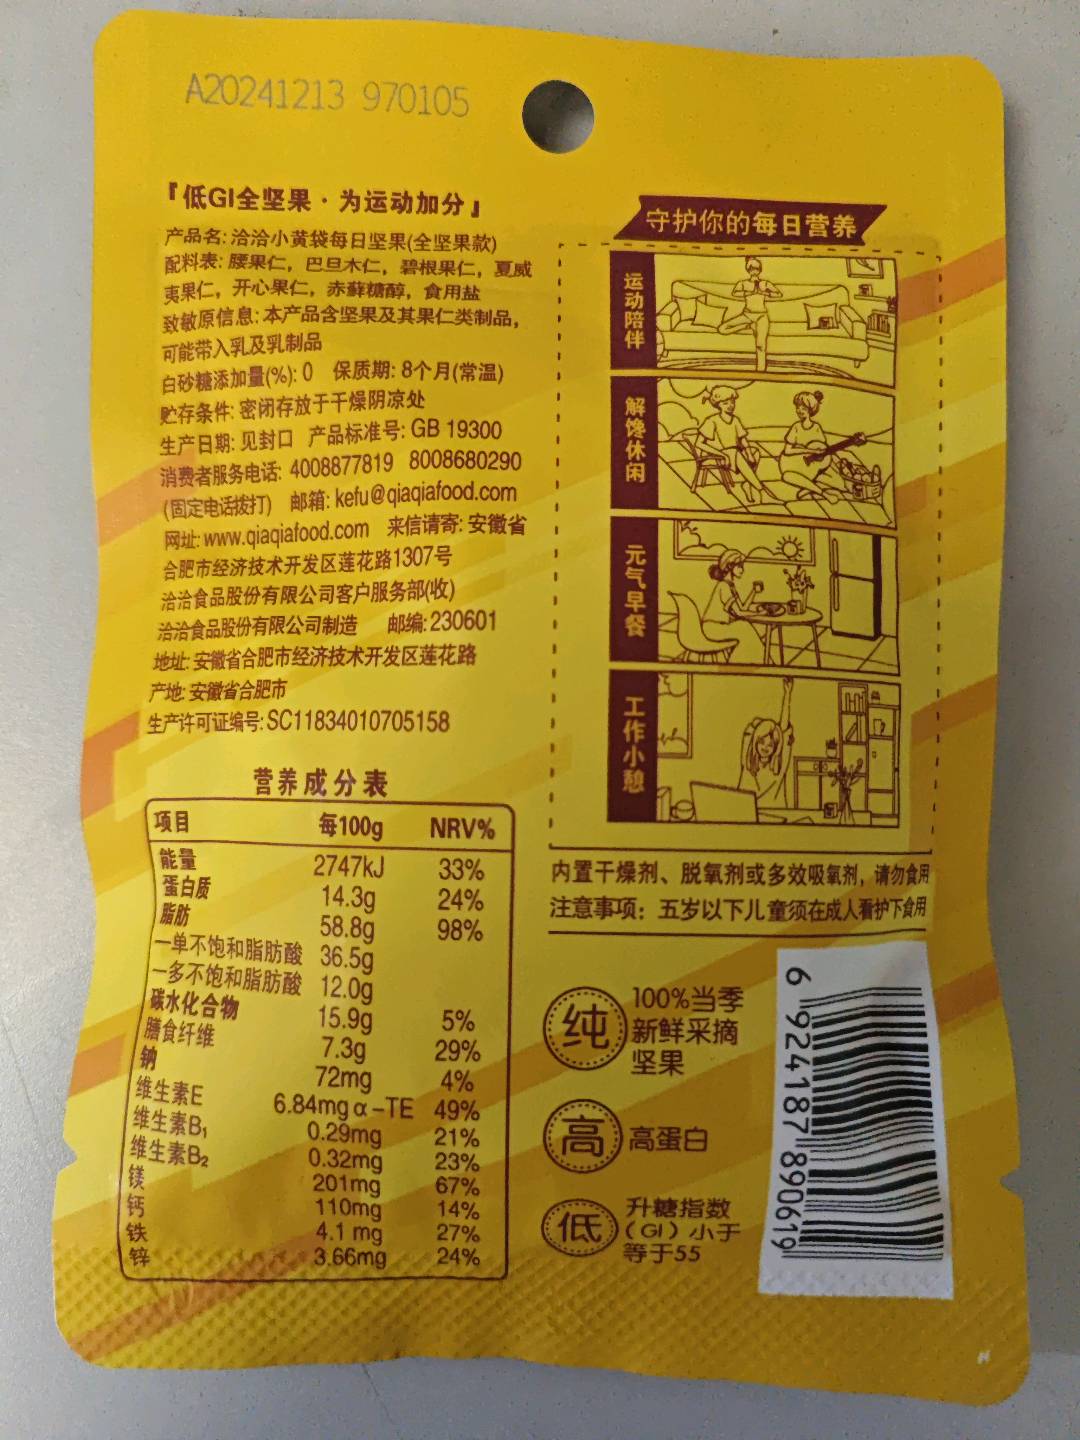 A20241213 970105
『低GI全坚果·为运动加分』
产品名:洽洽小黄袋每日坚果(全坚果款)
配料表:腰果仁，巴旦木仁，碧根果仁，夏威
夷果仁，开心果仁，赤藓糖醇，食用盐
致敏原信息:本产品含坚果及其果仁类制品，
可能带入乳及乳制品
白砂糖添加量(%):0 保质期:8个月(常温)
贮存条件:密闭存放于干燥阴凉处
生产日期:见封口 产品标准号:GB 19300
消费者服务电话:4008877819 8008680290
(固定电话拨打) 邮箱:kefu@qiaqiafood.com
网址:www.qiaqiafood.com 来信请寄:安徽省
合肥市经济技术开发区莲花路1307号
洽洽食品股份有限公司客户服务部(收)
洽洽食品股份有限公司制造 邮编:230601
地址:安徽省合肥市经济技术开发区莲花路
产地:安徽省合肥市
生产许可证编号:SC11834010705158
营养成分表
项目 每100g NRV%
能量 2747kJ 33%
蛋白质 14.3g 24%
脂肪 58.8g 98%
—单不饱和脂肪酸 36.5g
—多不饱和脂肪酸 12.0g
碳水化合物 15.9g 5%
膳食纤维 7.3g 29%
钠 72mg 4%
维生素E 6.84mgα-TE 49%
维生素B₁ 0.29mg 21%
维生素B₂ 0.32mg 23%
镁 201mg 67%
钙 110mg 14%
铁 4.1 mg 27%
锌 3.66mg 24%
守护你的每日营养
运动陪伴
解馋休闲
元气早餐
工作小憩
内置干燥剂、脱氧剂或多效吸氧剂，请勿食用
注意事项：五岁以下儿童须在成人看护下食用
纯
100%当季
新鲜采摘
坚果
高
高蛋白
低
升糖指数
（GI）小于
等于55
6 924187 890619